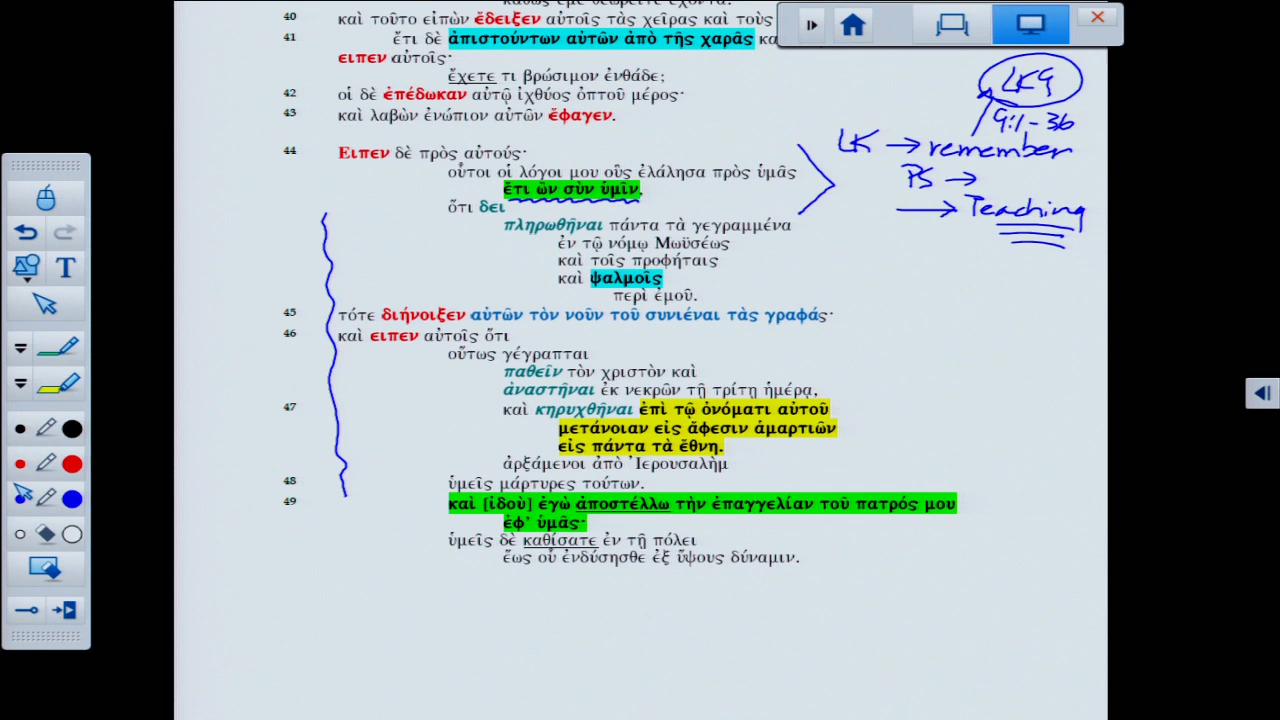 40 καὶ τοῦτο εἰπὼν ἔδειξεν αὐτοῖς τὰς χεῖρας καὶ τοὺς
41 ἔτι δὲ ἀπιστούντων αὐτῶν ἀπὸ τῆς χαρᾶς
ειπεν αὐτοῖς·
ἔχετε τι βρώσιμον ἐνθάδε;
42 οἱ δὲ ἐπέδωκαν αὐτῷ ἰχθύος ὀπτοῦ μέρος·
43 καὶ λαβὼν ἐνώπιον αὐτῶν ἔφαγεν.
44 Ειπεν δὲ πρὸς αὐτούς·
οὗτοι οἱ λόγοι μου οὓς ἐλάλησα πρὸς ὑμᾶς
ἔτι ὢν σὺν ὑμῖν,
ὅτι δει
πληρωθῆναι πάντα τὰ γεγραμμένα
ἐν τῷ νόμῳ Μωϋσέως
καὶ τοῖς προφήταις
καὶ ψαλμοῖς
περὶ ἐμοῦ.
45 τότε διήνοιξεν αὐτῶν τὸν νοῦν τοῦ συνιέναι τὰς γραφάς·
46 καὶ ειπεν αὐτοῖς ὅτι
οὕτως γέγραπται
παθεῖν τὸν χριστὸν καὶ
ἀναστῆναι ἐκ νεκρῶν τῇ τρίτῃ ἡμέρᾳ,
47 καὶ κηρυχθῆναι ἐπὶ τῷ ὀνόματι αὐτοῦ
μετάνοιαν εἰς ἄφεσιν ἁμαρτιῶν
εἰς πάντα τὰ ἔθνη.
ἀρξάμενοι ἀπὸ Ἰερουσαλὴμ
48 ὑμεῖς μάρτυρες τούτων.
49 καὶ [ἰδοὺ] ἐγὼ ἀποστέλλω τὴν ἐπαγγελίαν τοῦ πατρός μου
ἐφ’ ὑμᾶς·
ὑμεῖς δὲ καθίσατε ἐν τῇ πόλει
ἕως οὗ ἐνδύσησθε ἐξ ὕψους δύναμιν.
LK9
9:1-36
LK → remember
PS →
→ Teaching
T